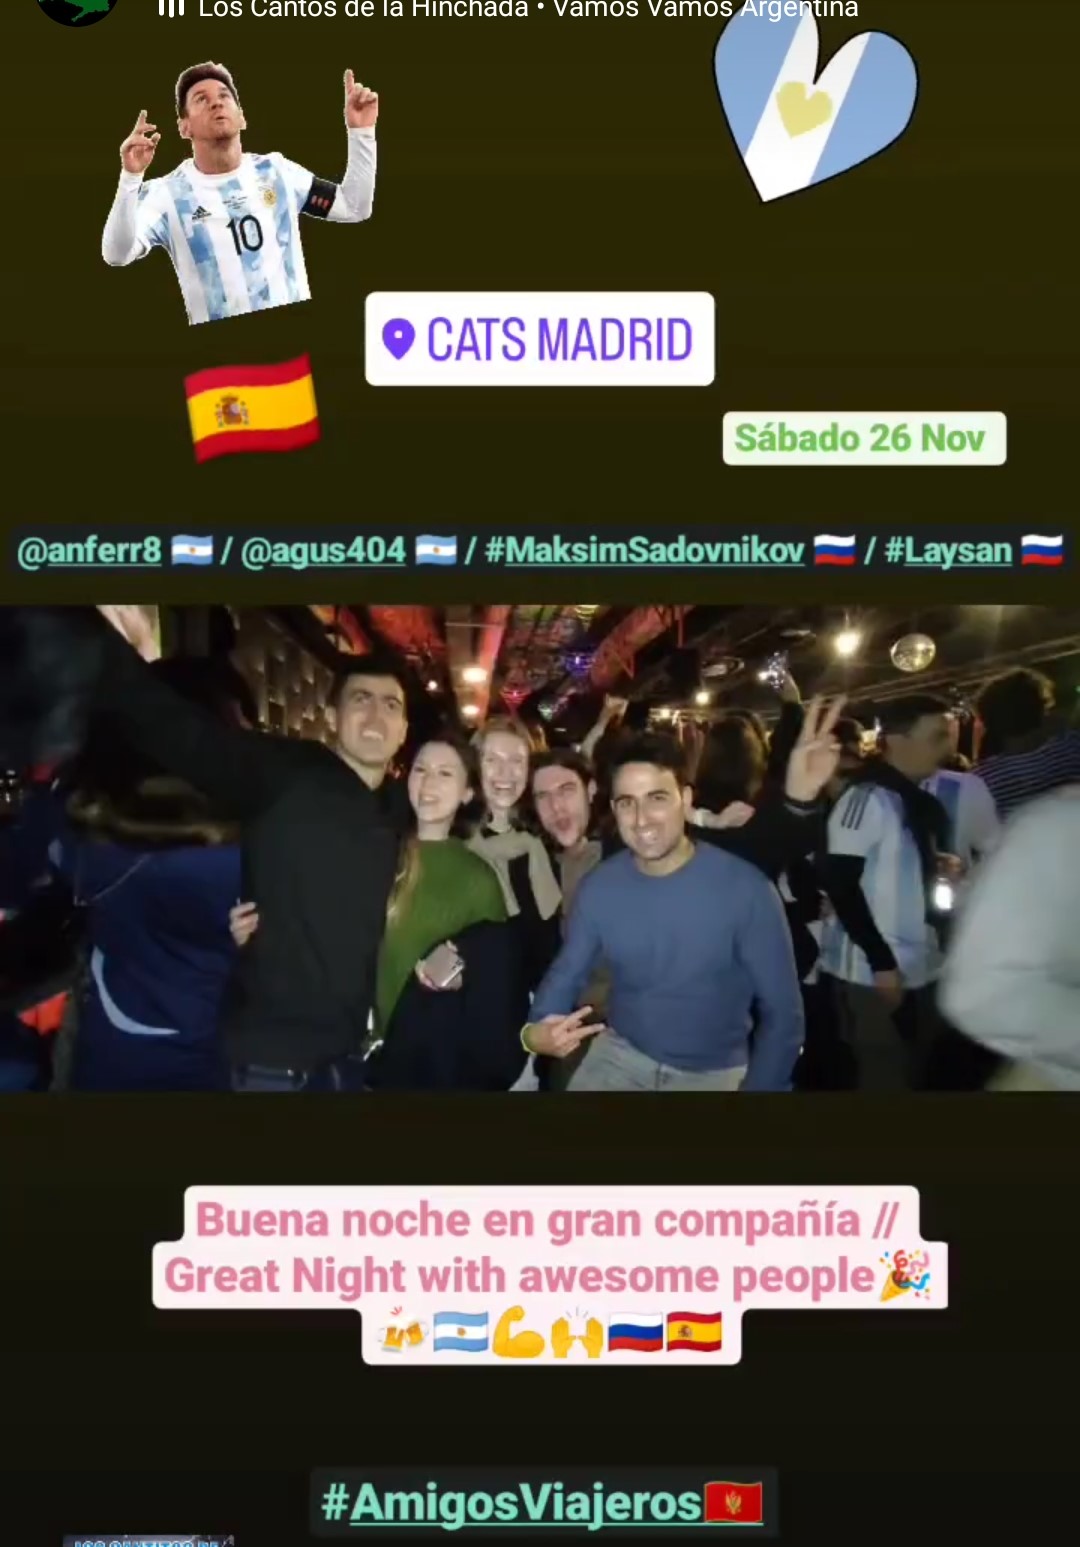 Los Cantos de la Hinchada • Vamos Vamos Argentina
10
CATS MADRID
Sábado 26 Nov
@anferr8 🇦🇷 / @agus404 🇦🇷 / #MaksimSadovnikov 🇷🇺 / #Laysan 🇷🇺
Buena noche en gran compañía //
Great Night with awesome people🎉
🍻🇦🇷💪🙌🇷🇺🇪🇸
#AmigosViajeros🇲🇪